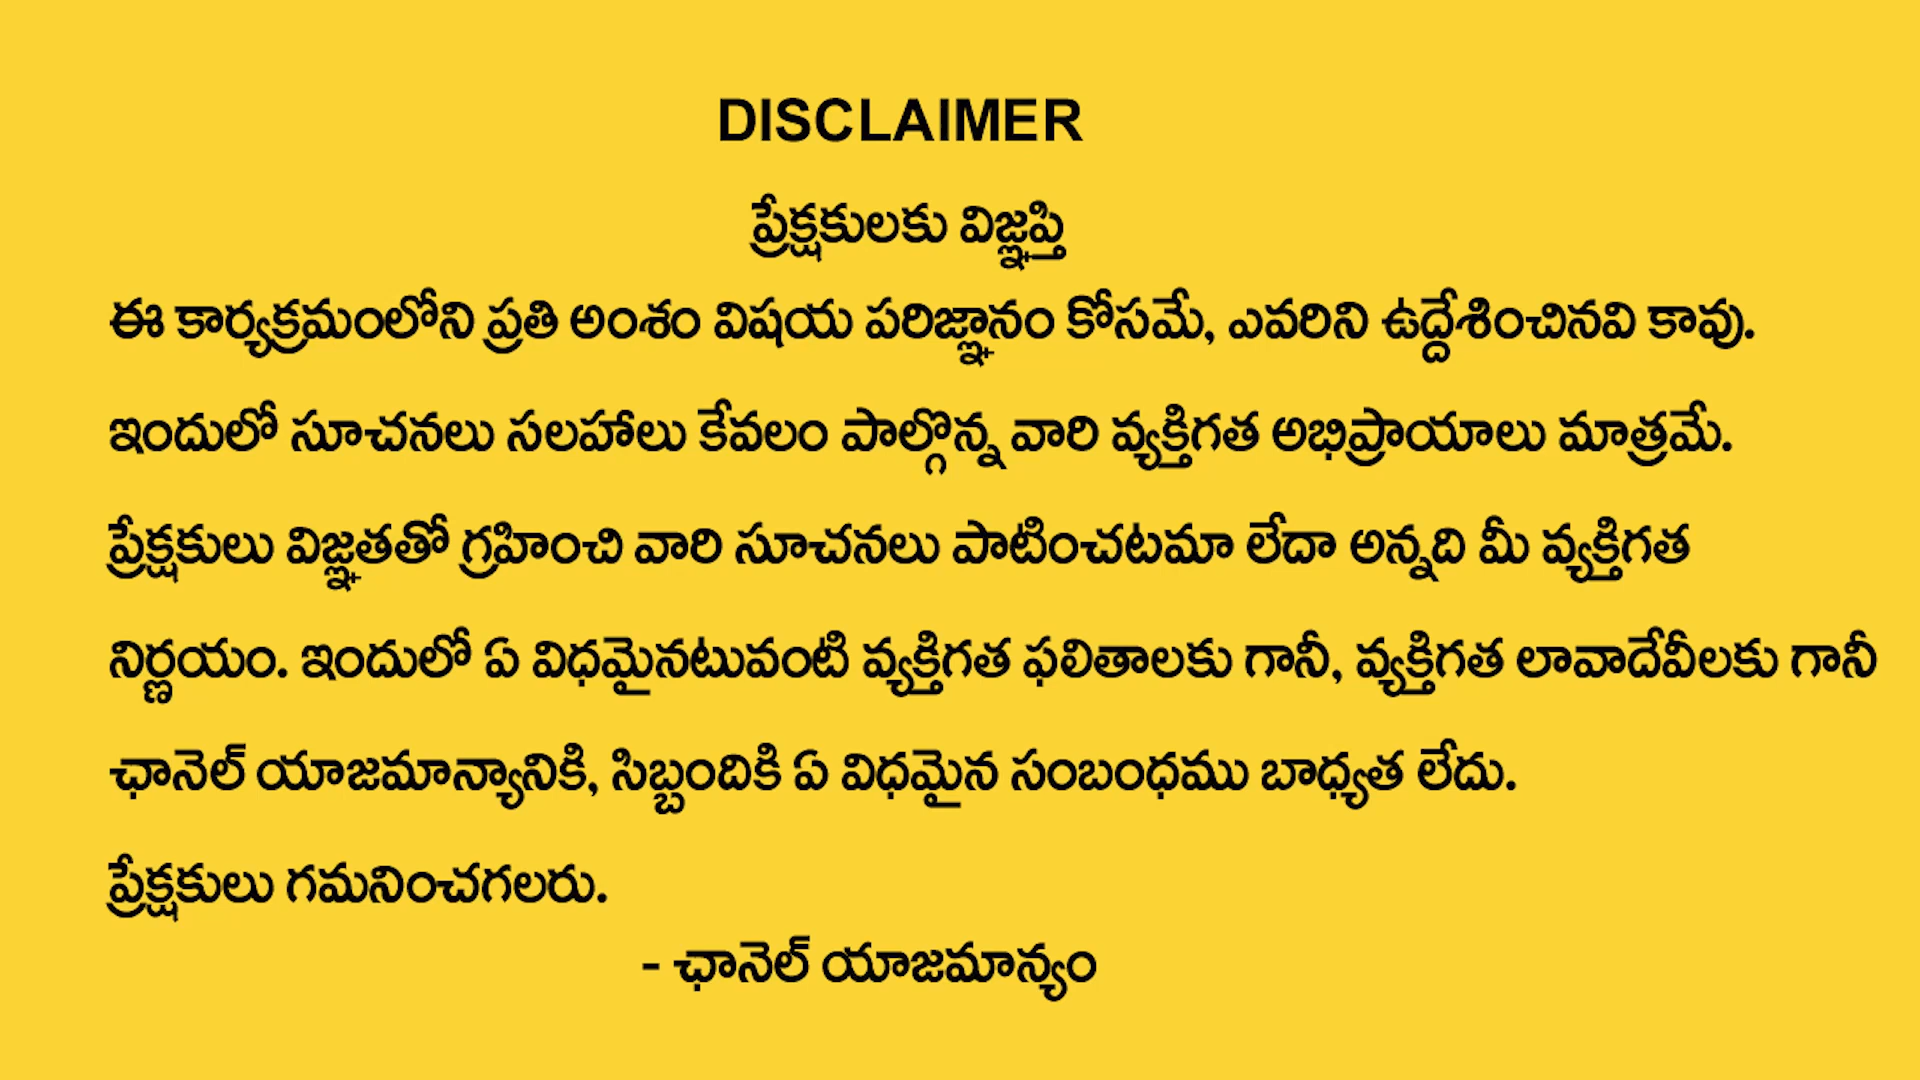 DISCLAIMER
ప్రేక్షకులకు విజ్ఞప్తి
ఈ కార్యక్రమంలోని ప్రతి అంశం విషయ పరిజ్ఞానం కోసమే, ఎవరిని ఉద్దేశించినవి కావు.
ఇందులో సూచనలు సలహాలు కేవలం పాల్గొన్న వారి వ్యక్తిగత అభిప్రాయాలు మాత్రమే.
ప్రేక్షకులు విజ్ఞతతో గ్రహించి వారి సూచనలు పాటించటమా లేదా అన్నది మీ వ్యక్తిగత
నిర్ణయం. ఇందులో ఏ విధమైనటువంటి వ్యక్తిగత ఫలితాలకు గానీ, వ్యక్తిగత లావాదేవీలకు గానీ
ఛానెల్ యాజమాన్యానికి, సిబ్బందికి ఏ విధమైన సంబంధము బాధ్యత లేదు.
ప్రేక్షకులు గమనించగలరు.
- ఛానెల్ యాజమాన్యం